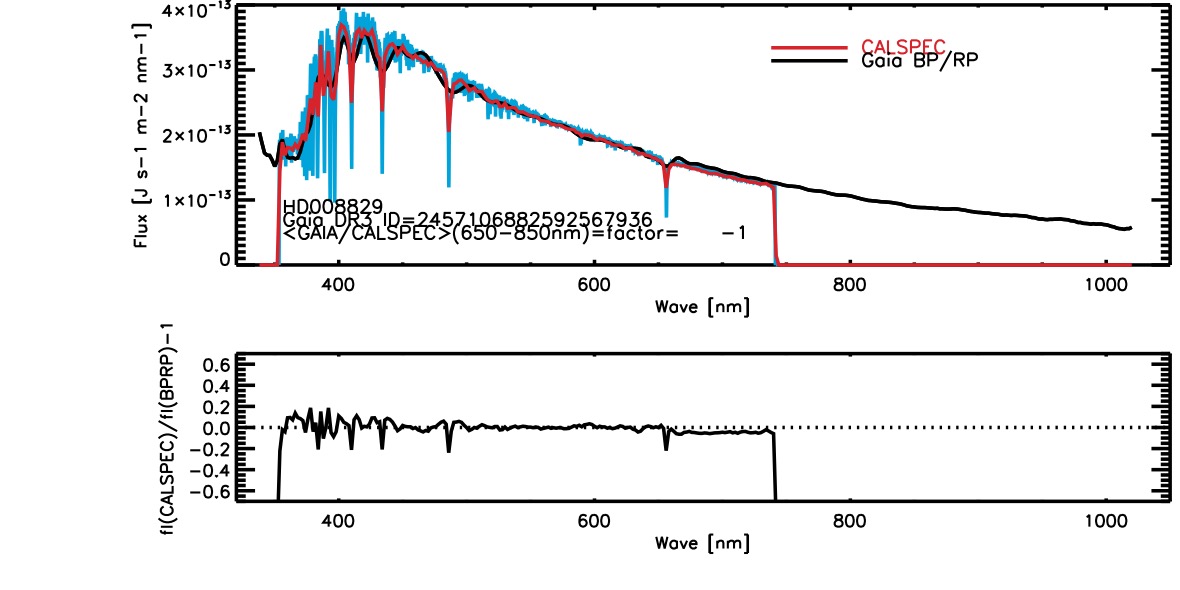 4×10−13
3×10−13
2×10−13
1×10−13
0
Flux [J s−1 m−2 nm−1]
CALSPEC
Gaia BP/RP
HD008829
Gaia DR3 ID=2457106882592567936
<GAIA/CALSPEC>(650−850nm)=factor= −1
400 600 800 1000
Wave [nm]
fl(CALSPEC)/fl(BPRP)−1
0.6
0.4
0.2
0.0
−0.2
−0.4
−0.6
400 600 800 1000
Wave [nm]